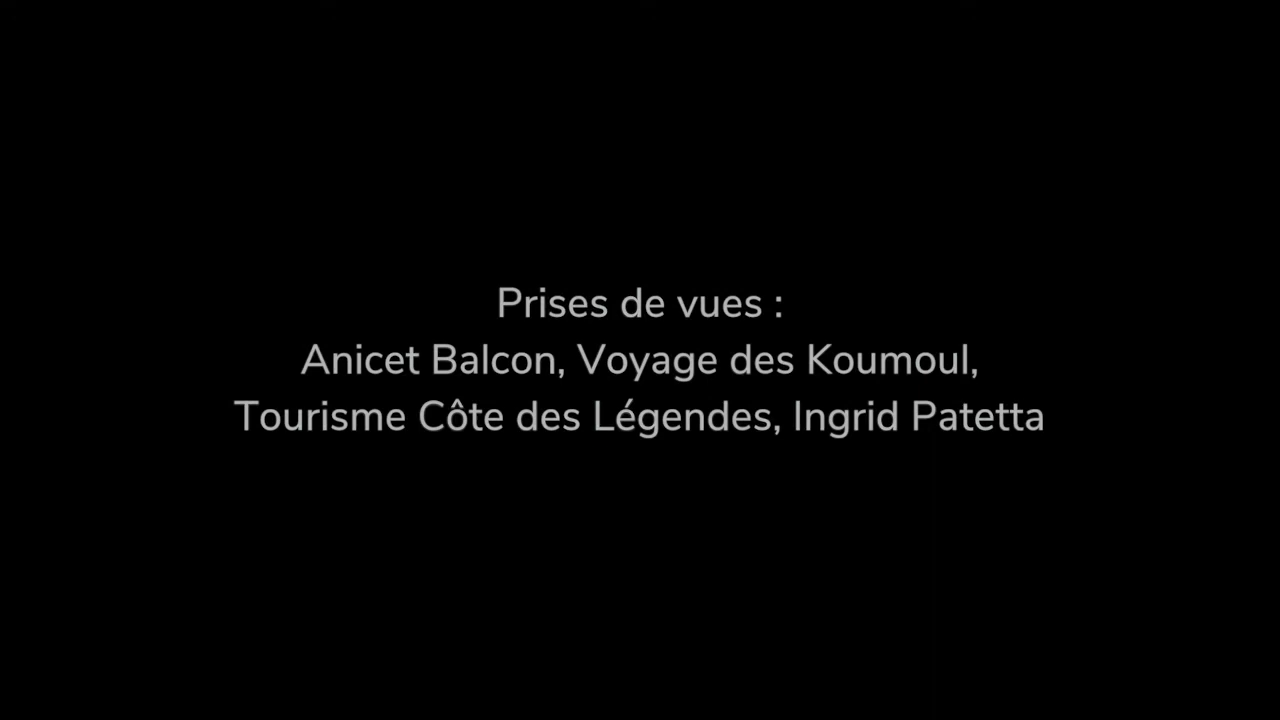 Prises de vues :
Anicet Balcon, Voyage des Koumoul,
Tourisme Côte des Légendes, Ingrid Patetta